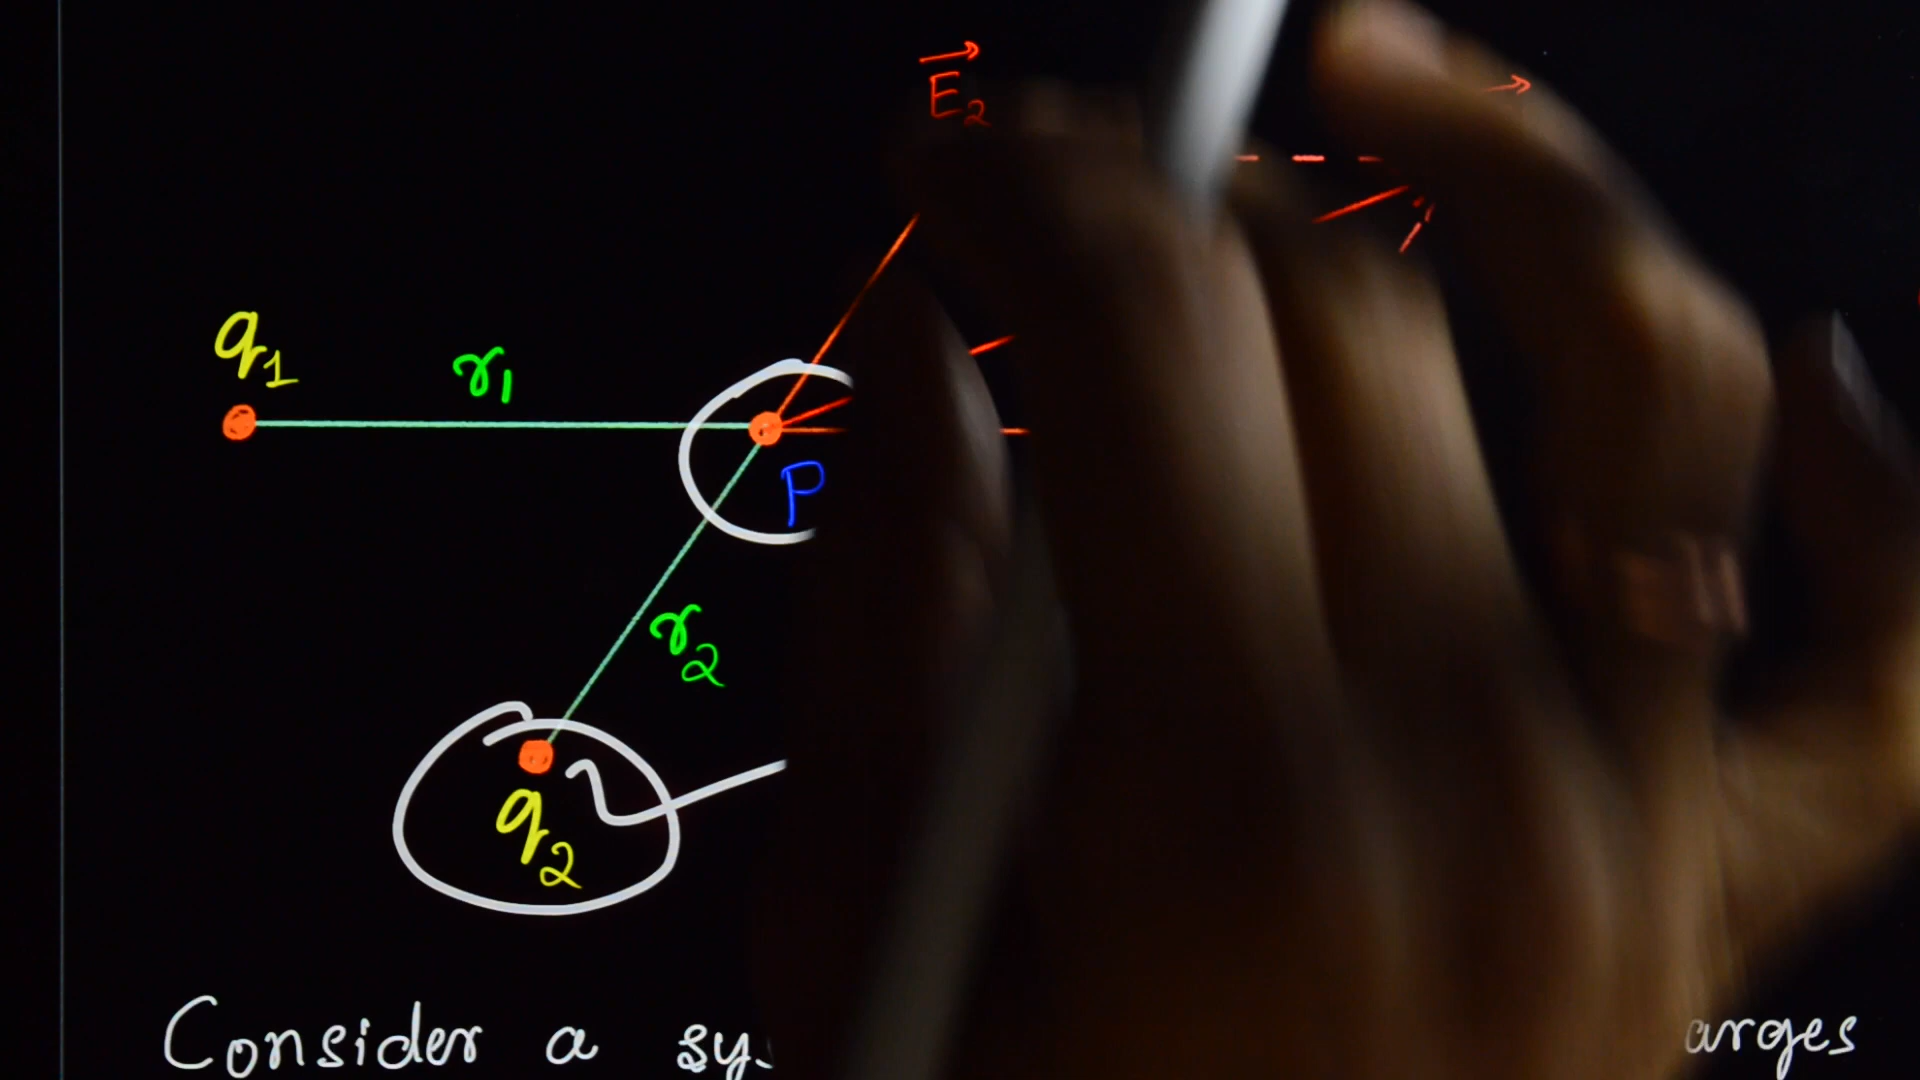 E₂
q₁
r₁
P
r₂
q₂
Consider a arges